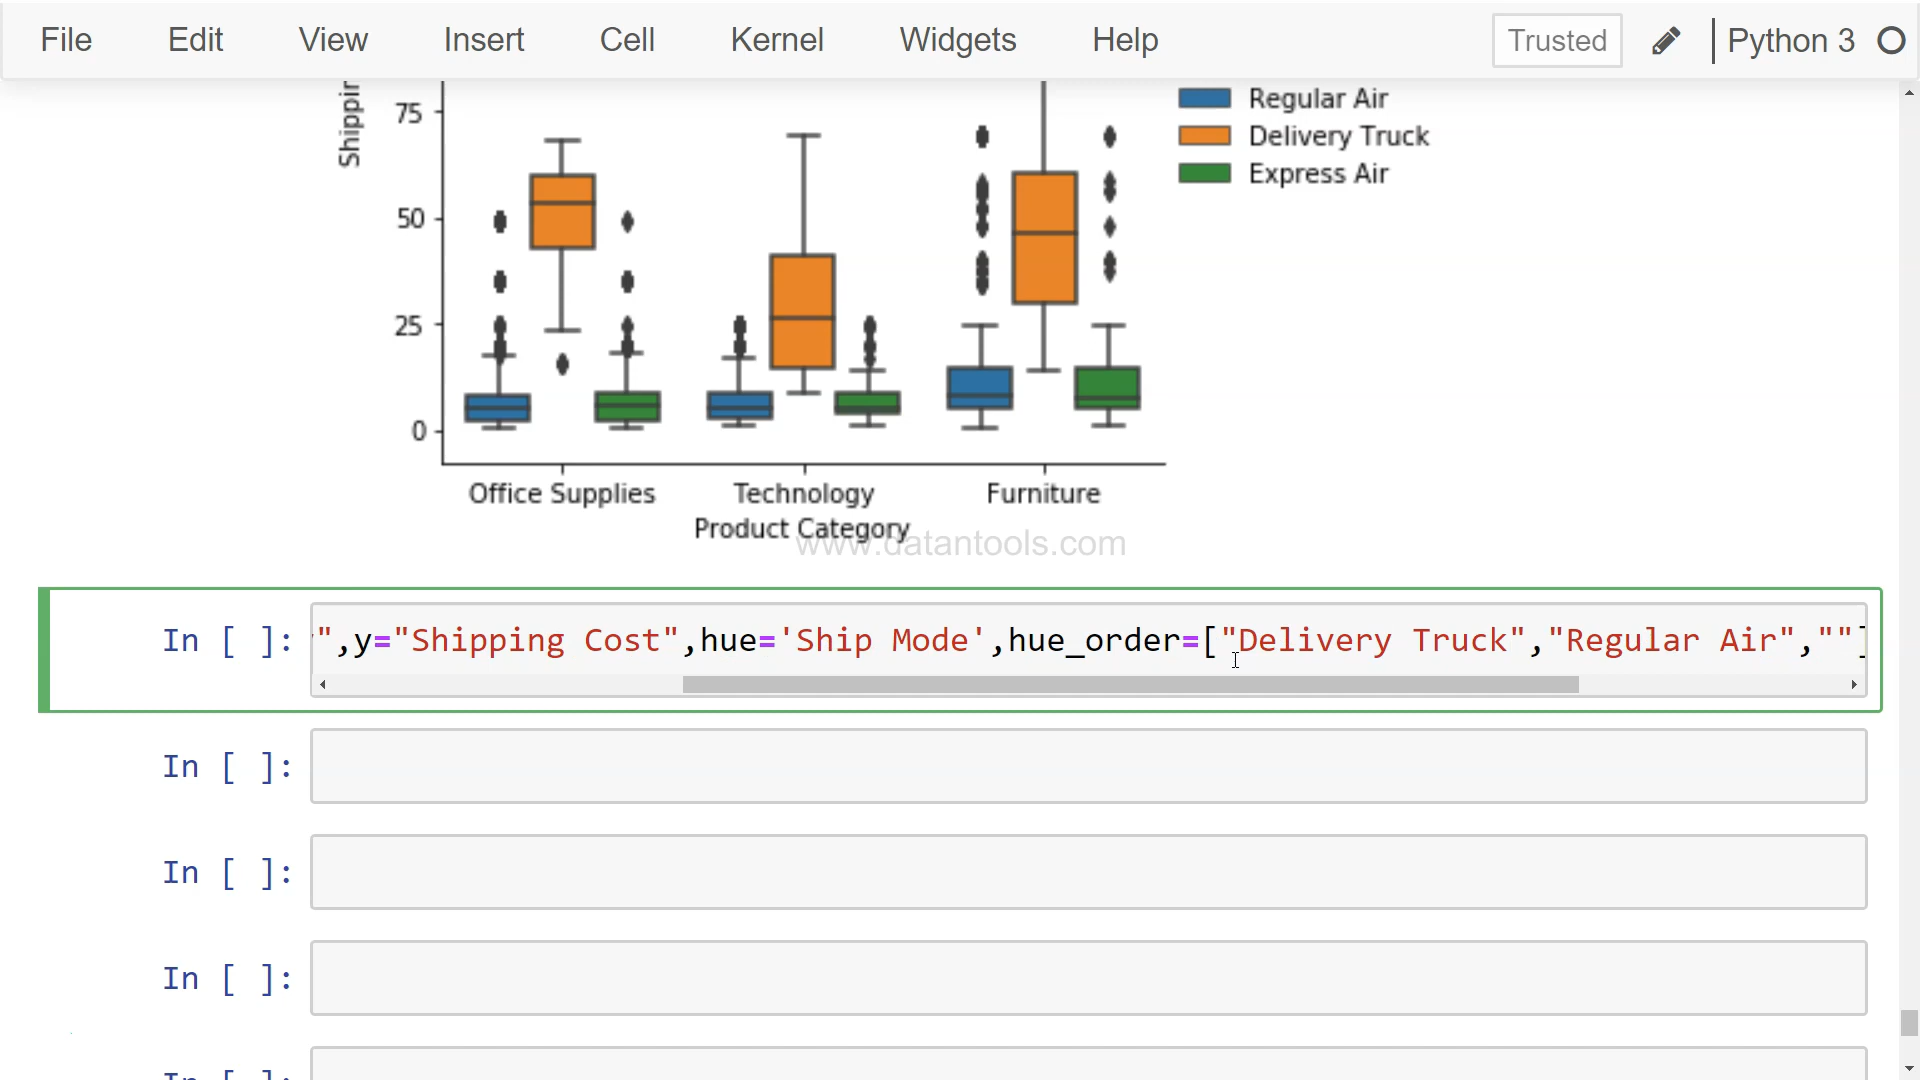 File Edit View Insert Cell Kernel Widgets Help Trusted Python 3
Shippin
75
50
25
0
Regular Air
Delivery Truck
Express Air
Office Supplies Technology Furniture
Product Category
www.datantools.com
In [ ]: ",y="Shipping Cost",hue='Ship Mode',hue_order=["Delivery Truck","Regular Air",""]
In [ ]:
In [ ]:
In [ ]:
In [ ]: